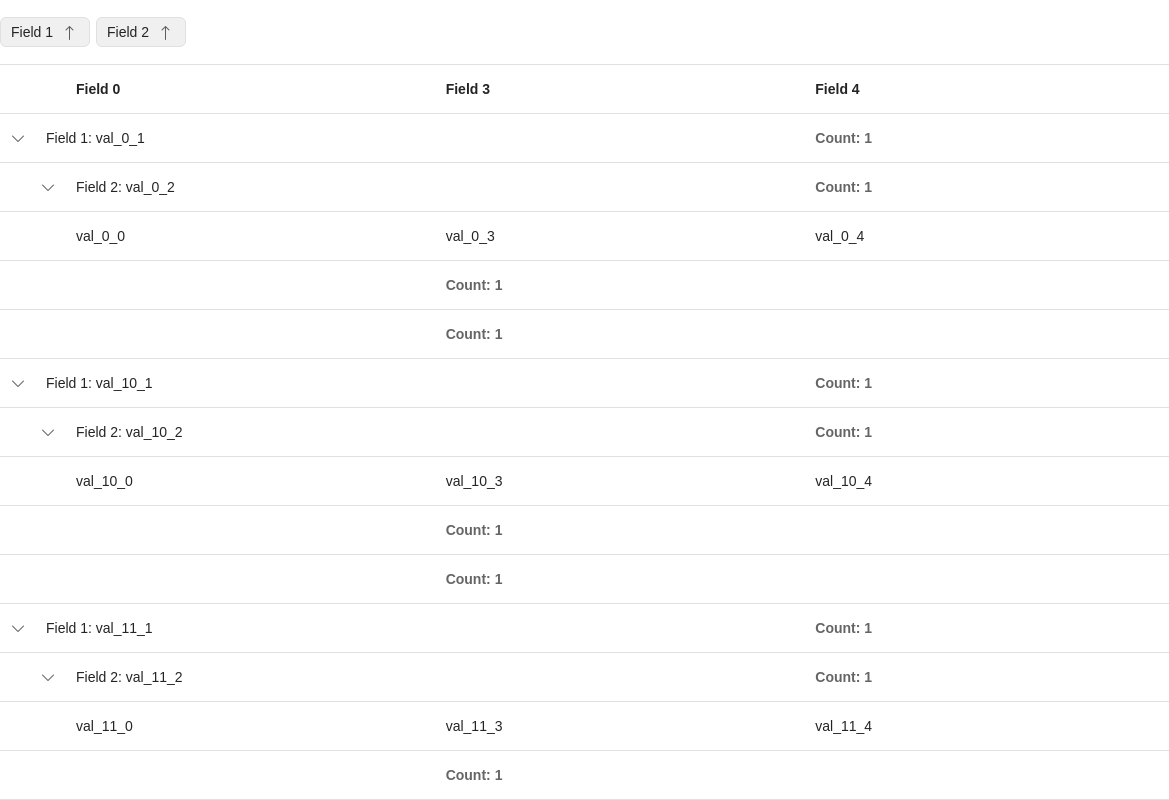 Field 1 Field 2
Field 0 Field 3 Field 4
Field 1: val_0_1 Count: 1
Field 2: val_0_2 Count: 1
val_0_0 val_0_3 val_0_4
Count: 1
Count: 1
Field 1: val_10_1 Count: 1
Field 2: val_10_2 Count: 1
val_10_0 val_10_3 val_10_4
Count: 1
Count: 1
Field 1: val_11_1 Count: 1
Field 2: val_11_2 Count: 1
val_11_0 val_11_3 val_11_4
Count: 1